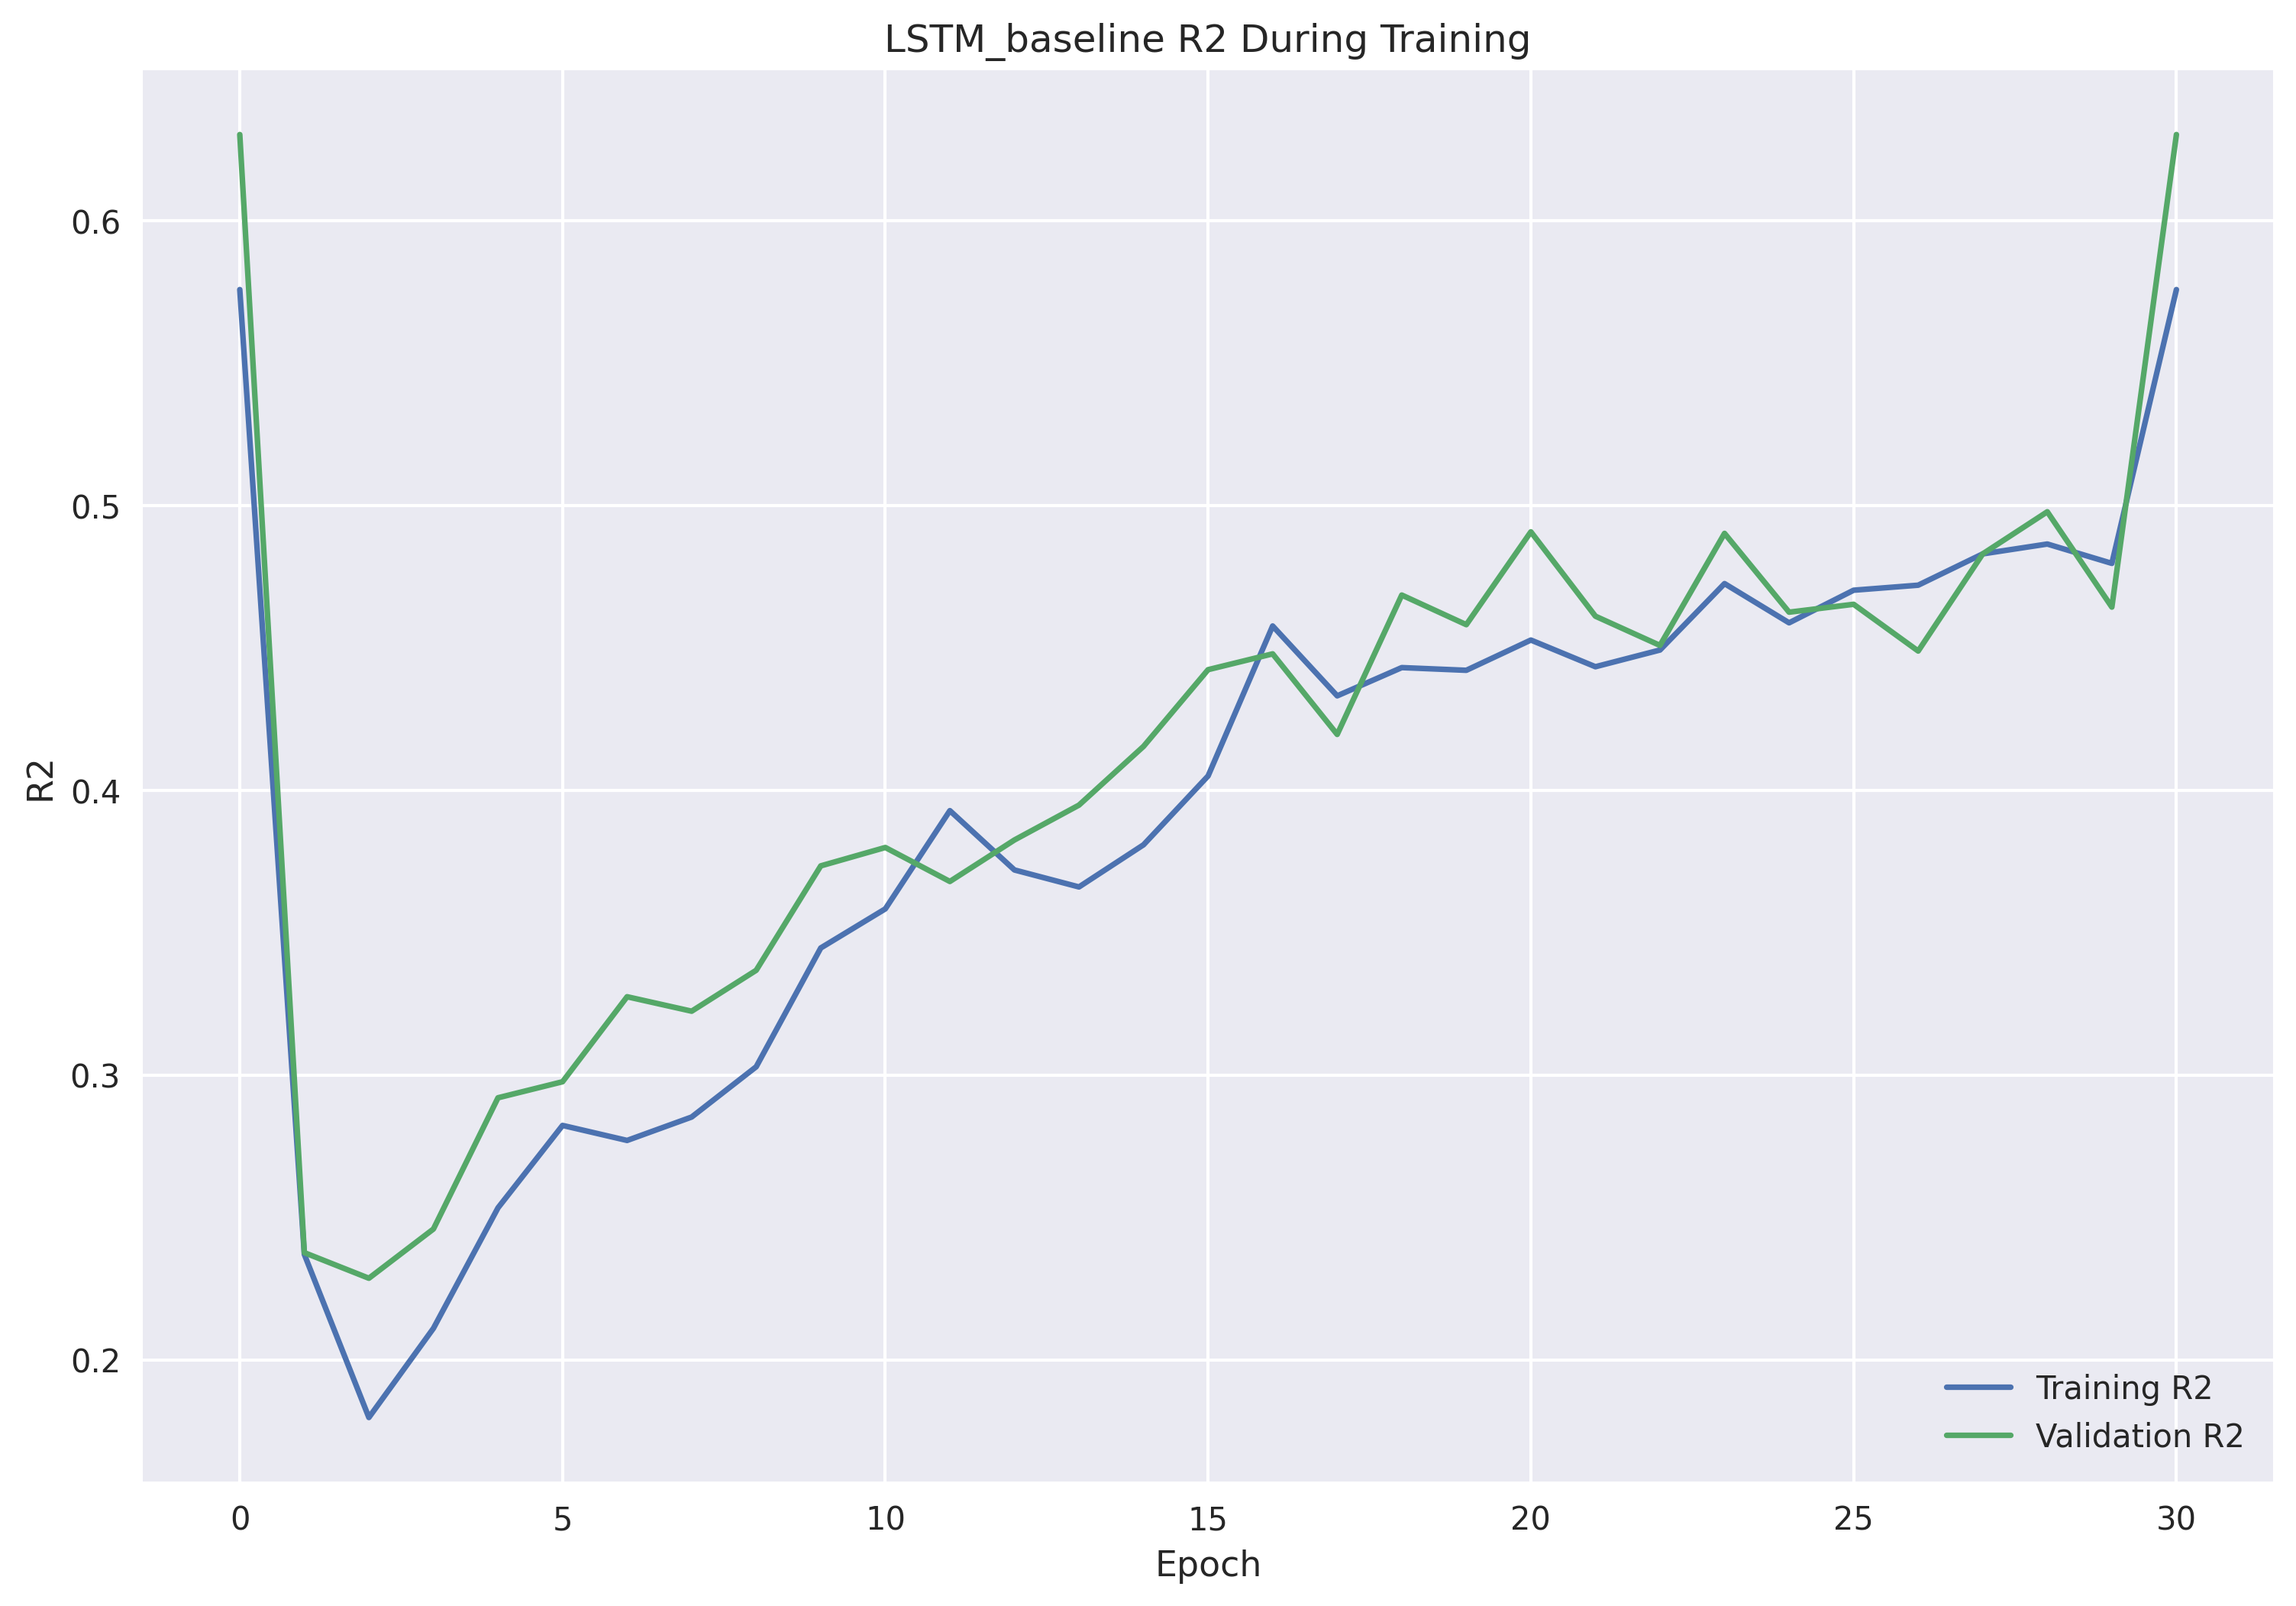 LSTM_baseline R2 During Training
0.6
0.5
0.4
0.3
0.2
R2
0 5 10 15 20 25 30
Epoch
Training R2
Validation R2